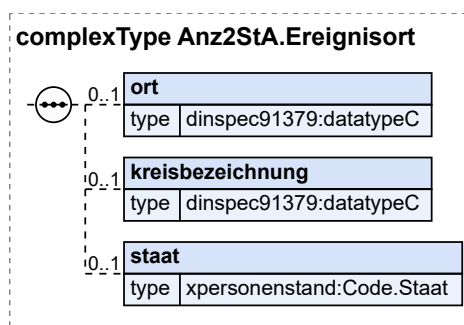 complexType Anz2StA.Ereignisort
0..1 ort
type dinspec91379:datatypeC
0..1 kreisbezeichnung
type dinspec91379:datatypeC
0..1 staat
type xpersonenstand:Code.Staat